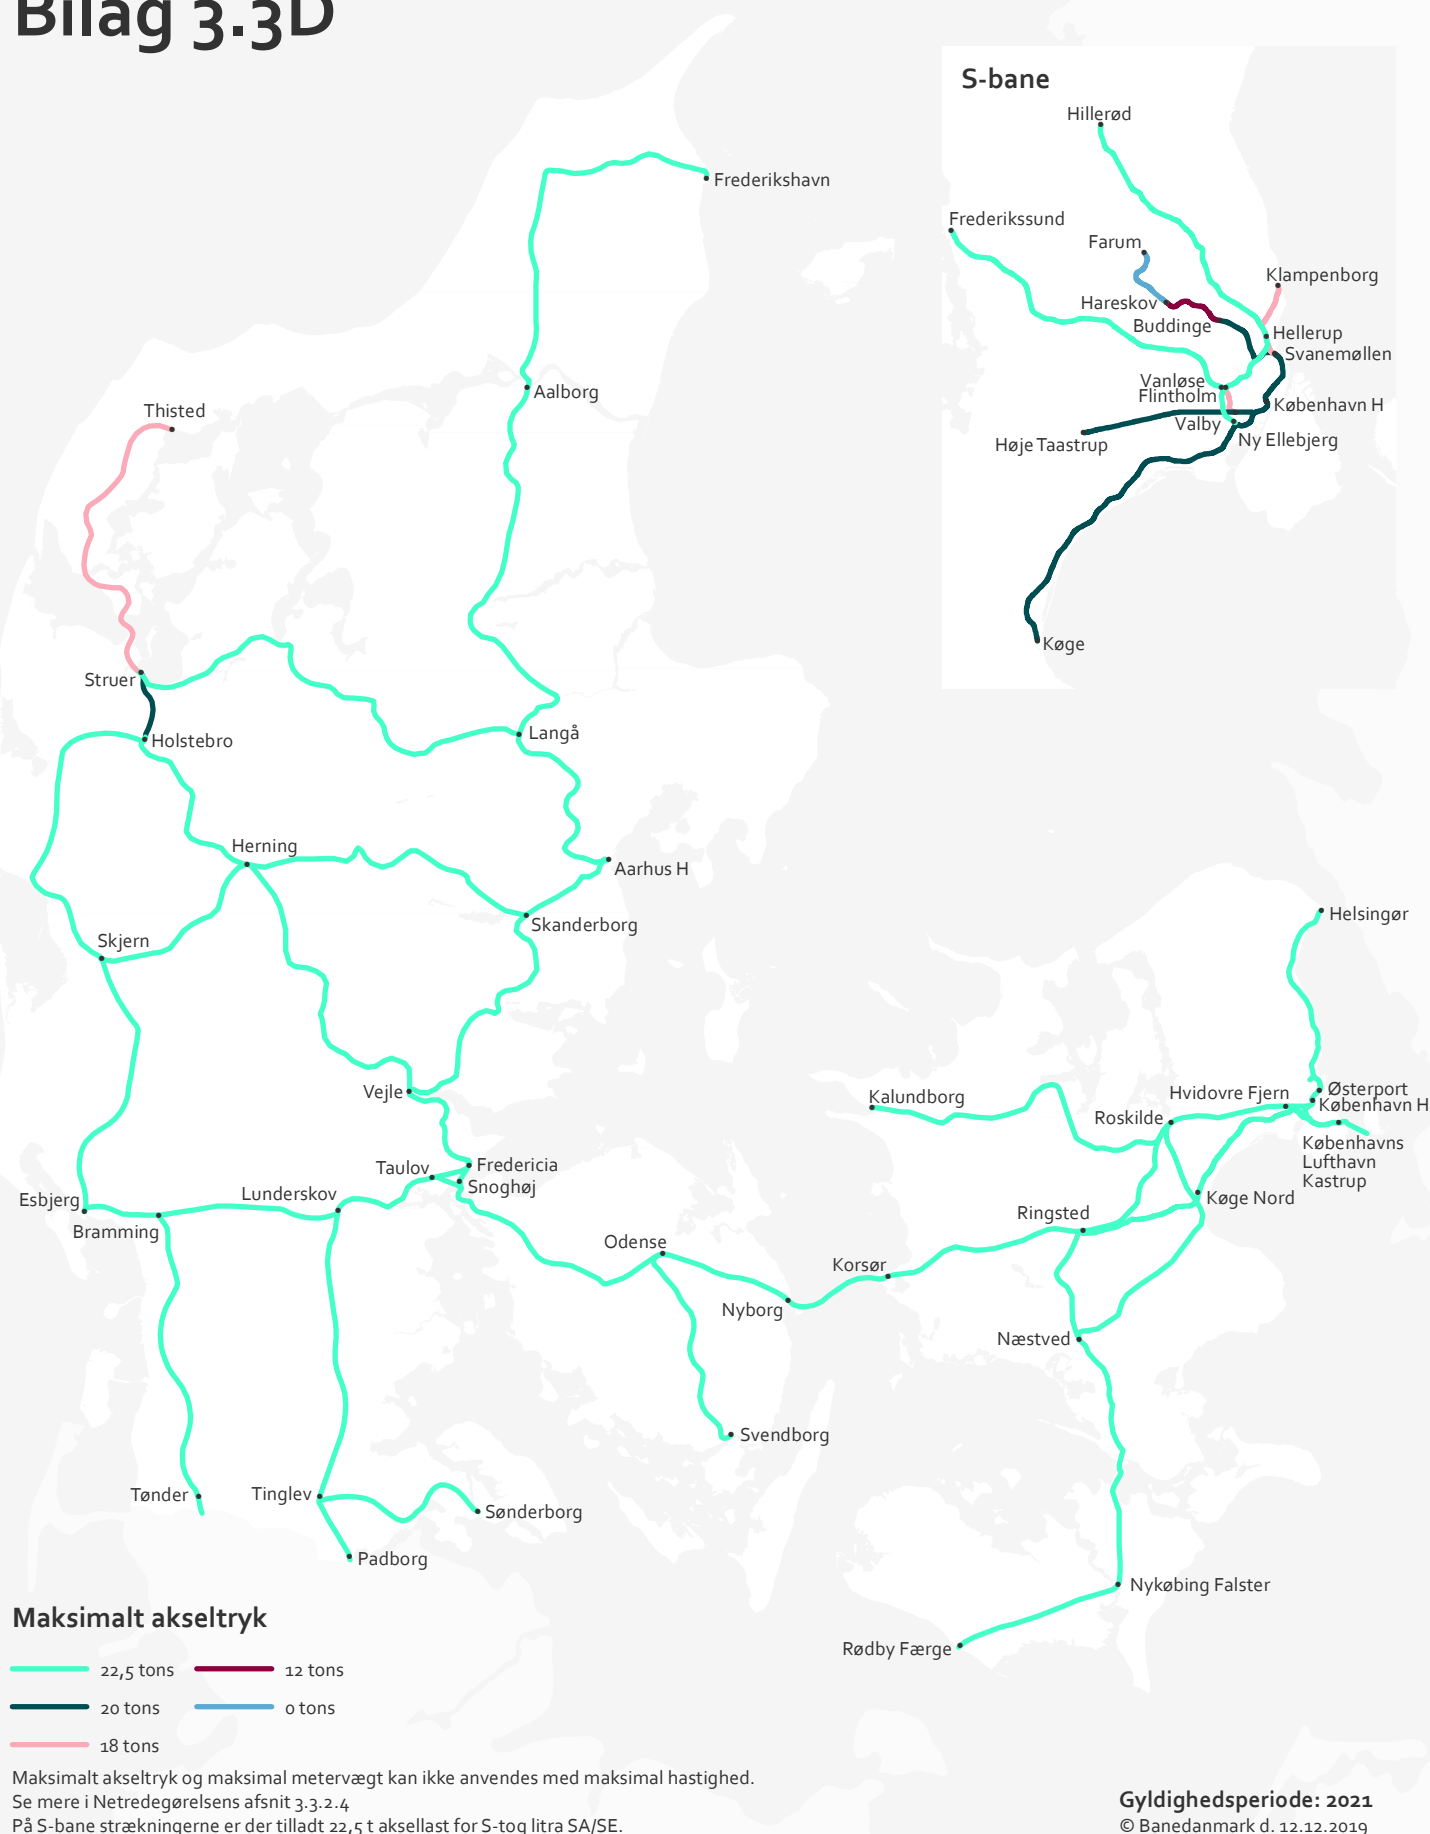 Bilag 3.3D
S-bane
Hillerød
Frederikssund
Farum
Klampenborg
Hareskov
Buddinge
Hellerup
Svanemøllen
Vanløse
Flintholm
København H
Valby
Høje Taastrup
Ny Ellebjerg
Køge
Frederikshavn
Aalborg
Thisted
Struer
Holstebro
Langå
Herning
Aarhus H
Skanderborg
Skjern
Vejle
Fredericia
Taulov
Snoghøj
Lunderskov
Esbjerg
Bramming
Odense
Nyborg
Korsør
Svendborg
Tønder
Tinglev
Sønderborg
Padborg
Helsingør
Kalundborg
Hvidovre Fjern
Østerport
København H
Roskilde
Københavns
Lufthavn
Kastrup
Køge Nord
Ringsted
Næstved
Nykøbing Falster
Rødby Færge
Maksimalt akseltryk
22,5 tons
12 tons
20 tons
0 tons
18 tons
Maksimalt akseltryk og maksimal metervægt kan ikke anvendes med maksimal hastighed.
Se mere i Netredegørelsens afsnit 3.3.2.4
På S-bane strækningerne er der tilladt 22,5 t aksellast for S-tog litra SA/SE.
Gyldighedsperiode: 2021
© Banedanmark d. 12.12.2019